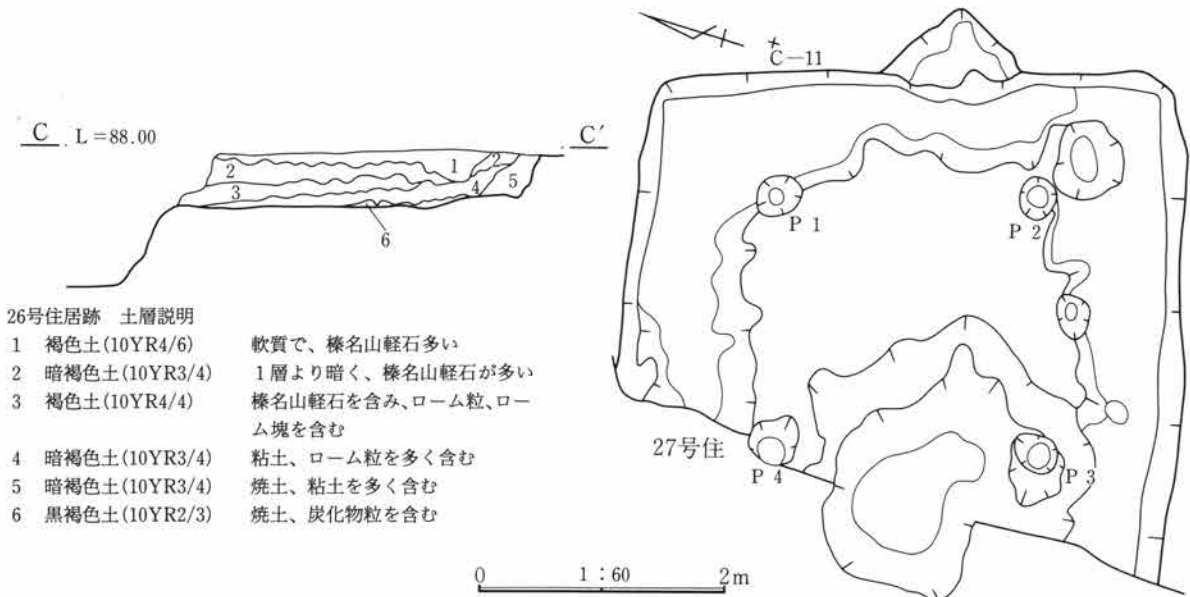 C−11
C L＝88.00 C′
2
1
2
3
4
5
6
P 1
P 2
27号住
P 4
P 3
26号住居跡 土層説明
1 褐色土(10YR4/6) 軟質で、榛名山軽石多い
2 暗褐色土(10YR3/4) 1層より暗く、榛名山軽石が多い
3 褐色土(10YR4/4) 榛名山軽石を含み、ローム粒、ロー
ム塊を含む
4 暗褐色土(10YR3/4) 粘土、ローム粒を多く含む
5 暗褐色土(10YR3/4) 焼土、粘土を多く含む
6 黒褐色土(10YR2/3) 焼土、炭化物粒を含む
0 1：60 2m